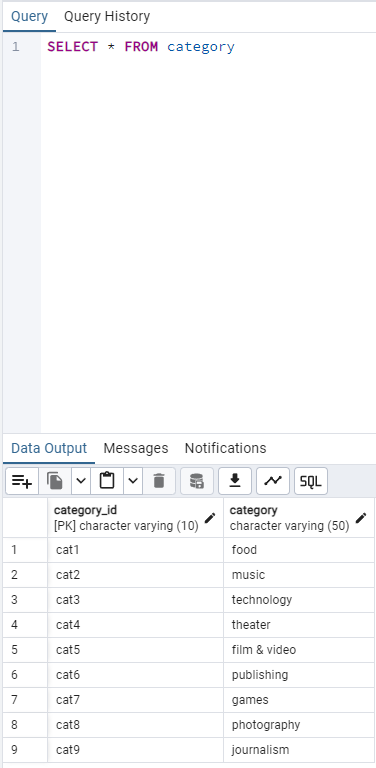 Query Query History
1 SELECT * FROM category
Data Output Messages Notifications
SQL
category_id category
[PK] character varying (10) character varying (50)
1 cat1 food
2 cat2 music
3 cat3 technology
4 cat4 theater
5 cat5 film & video
6 cat6 publishing
7 cat7 games
8 cat8 photography
9 cat9 journalism